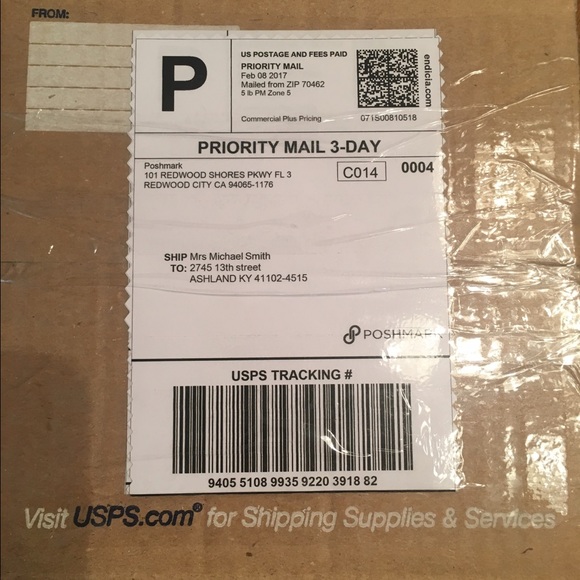 FROM:
P
US POSTAGE AND FEES PAID
PRIORITY MAIL
Feb 08 2017
Mailed from ZIP 70462
5 lb PM Zone 5
endicia.com
Commercial Plus Pricing
071S00810518
PRIORITY MAIL 3-DAY
Poshmark
101 REDWOOD SHORES PKWY FL 3
REDWOOD CITY CA 94065-1176
C014
0004
SHIP TO: Mrs Michael Smith
2745 13th street
ASHLAND KY 41102-4515
POSHMARK
USPS TRACKING #
9405 5108 9935 9220 3918 82
Visit USPS.com® for Shipping Supplies & Services